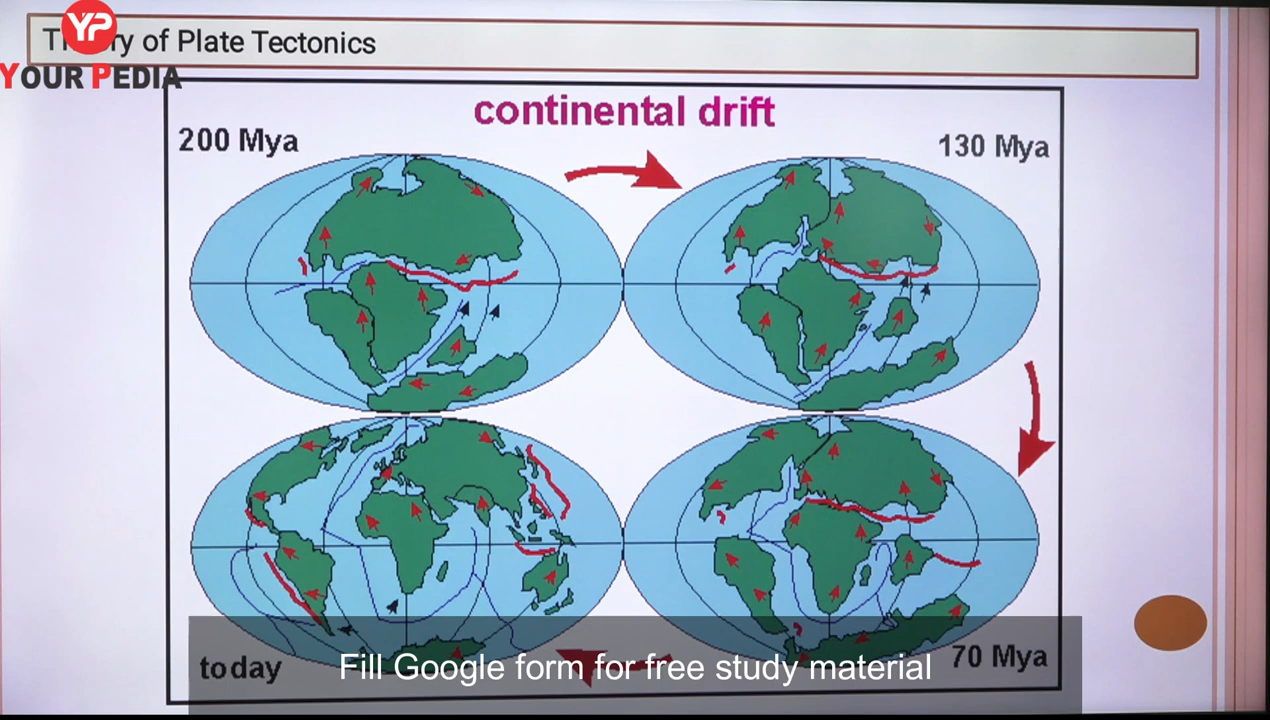 YP
Theory of Plate Tectonics
YOUR PEDIA
continental drift
200 Mya
130 Mya
today
70 Mya
Fill Google form for free study material